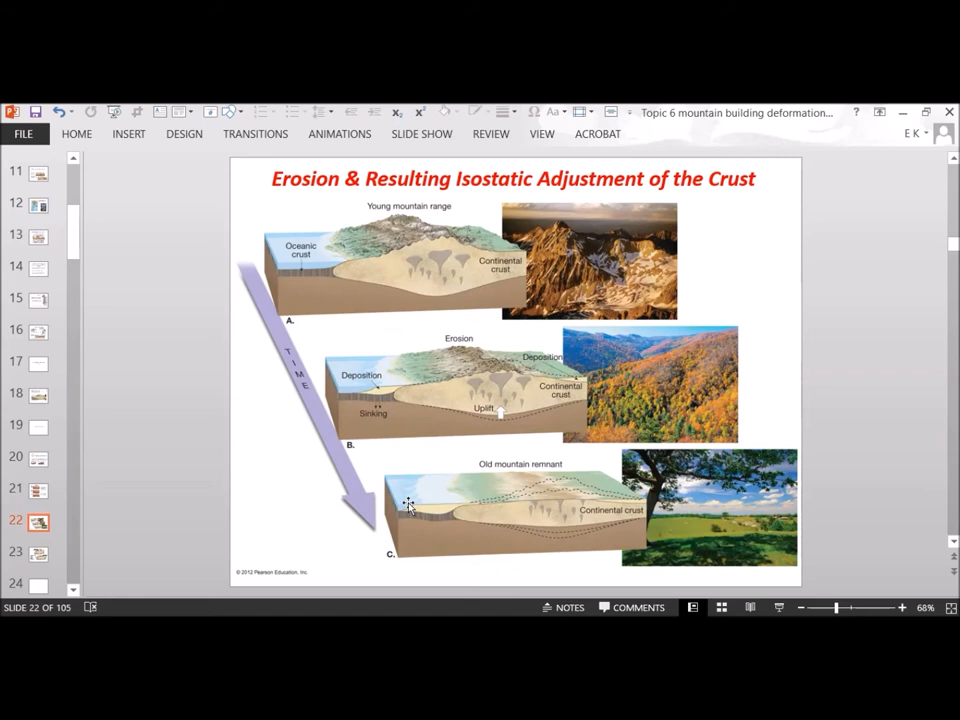 Topic 6 mountain building deformation...
?
FILE HOME INSERT DESIGN TRANSITIONS ANIMATIONS SLIDE SHOW REVIEW VIEW ACROBAT
E K
11
12
13
14
15
16
17
18
19
20
21
22
23
24
Erosion & Resulting Isostatic Adjustment of the Crust
Young mountain range
Oceanic
crust
Continental
crust
A.
TIME
Erosion
Deposition
Deposition
Continental
crust
Uplift
Sinking
B.
Old mountain remnant
Continental crust
C.
© 2012 Pearson Education, Inc.
SLIDE 22 OF 105
NOTES COMMENTS
68%